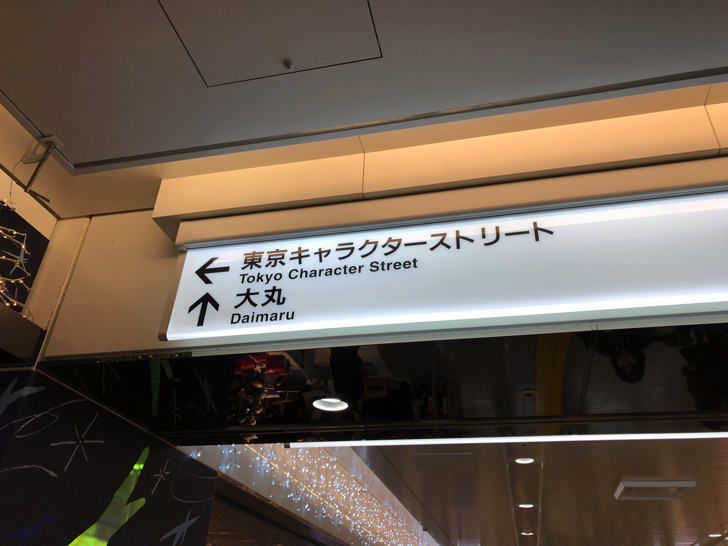 ← 東京キャラクターストリート
Tokyo Character Street
↑ 大丸
Daimaru